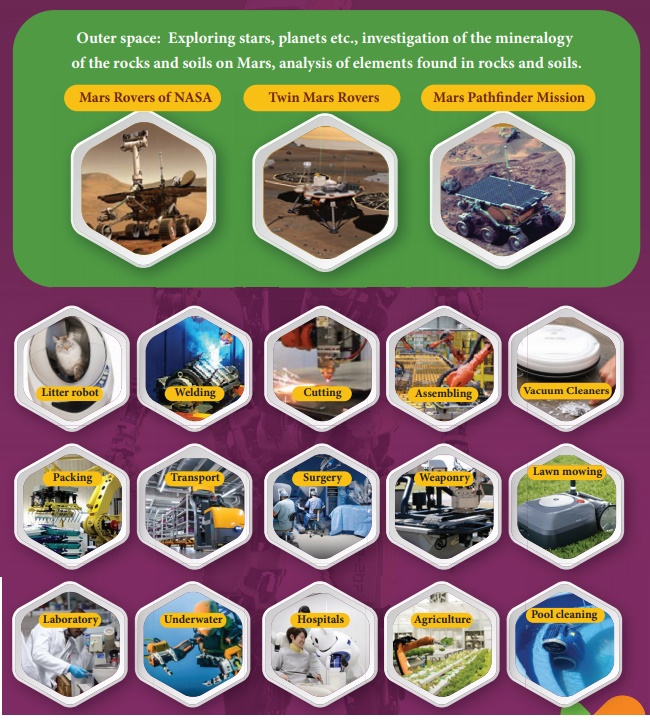 Outer space:  Exploring stars, planets etc., investigation of the mineralogy
of the rocks and soils on Mars, analysis of elements found in rocks and soils.
Mars Rovers of NASA
Twin Mars Rovers
Mars Pathfinder Mission
Litter robot
Welding
Cutting
Assembling
Vacuum Cleaners
Packing
Transport
Surgery
Weaponry
Lawn mowing
Laboratory
Underwater
Hospitals
Agriculture
Pool cleaning